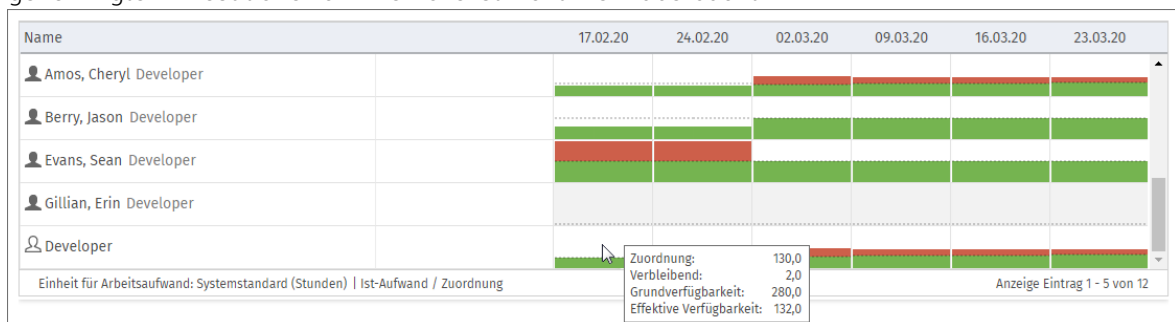 Name 17.02.20 24.02.20 02.03.20 09.03.20 16.03.20 23.03.20
Amos, Cheryl Developer
Berry, Jason Developer
Evans, Sean Developer
Gillian, Erin Developer
Developer
Zuordnung: 130,0
Verbleibend: 2,0
Grundverfügbarkeit: 280,0
Effektive Verfügbarkeit: 132,0
Einheit für Arbeitsaufwand: Systemstandard (Stunden) | Ist-Aufwand / Zuordnung Anzeige Eintrag 1 - 5 von 12